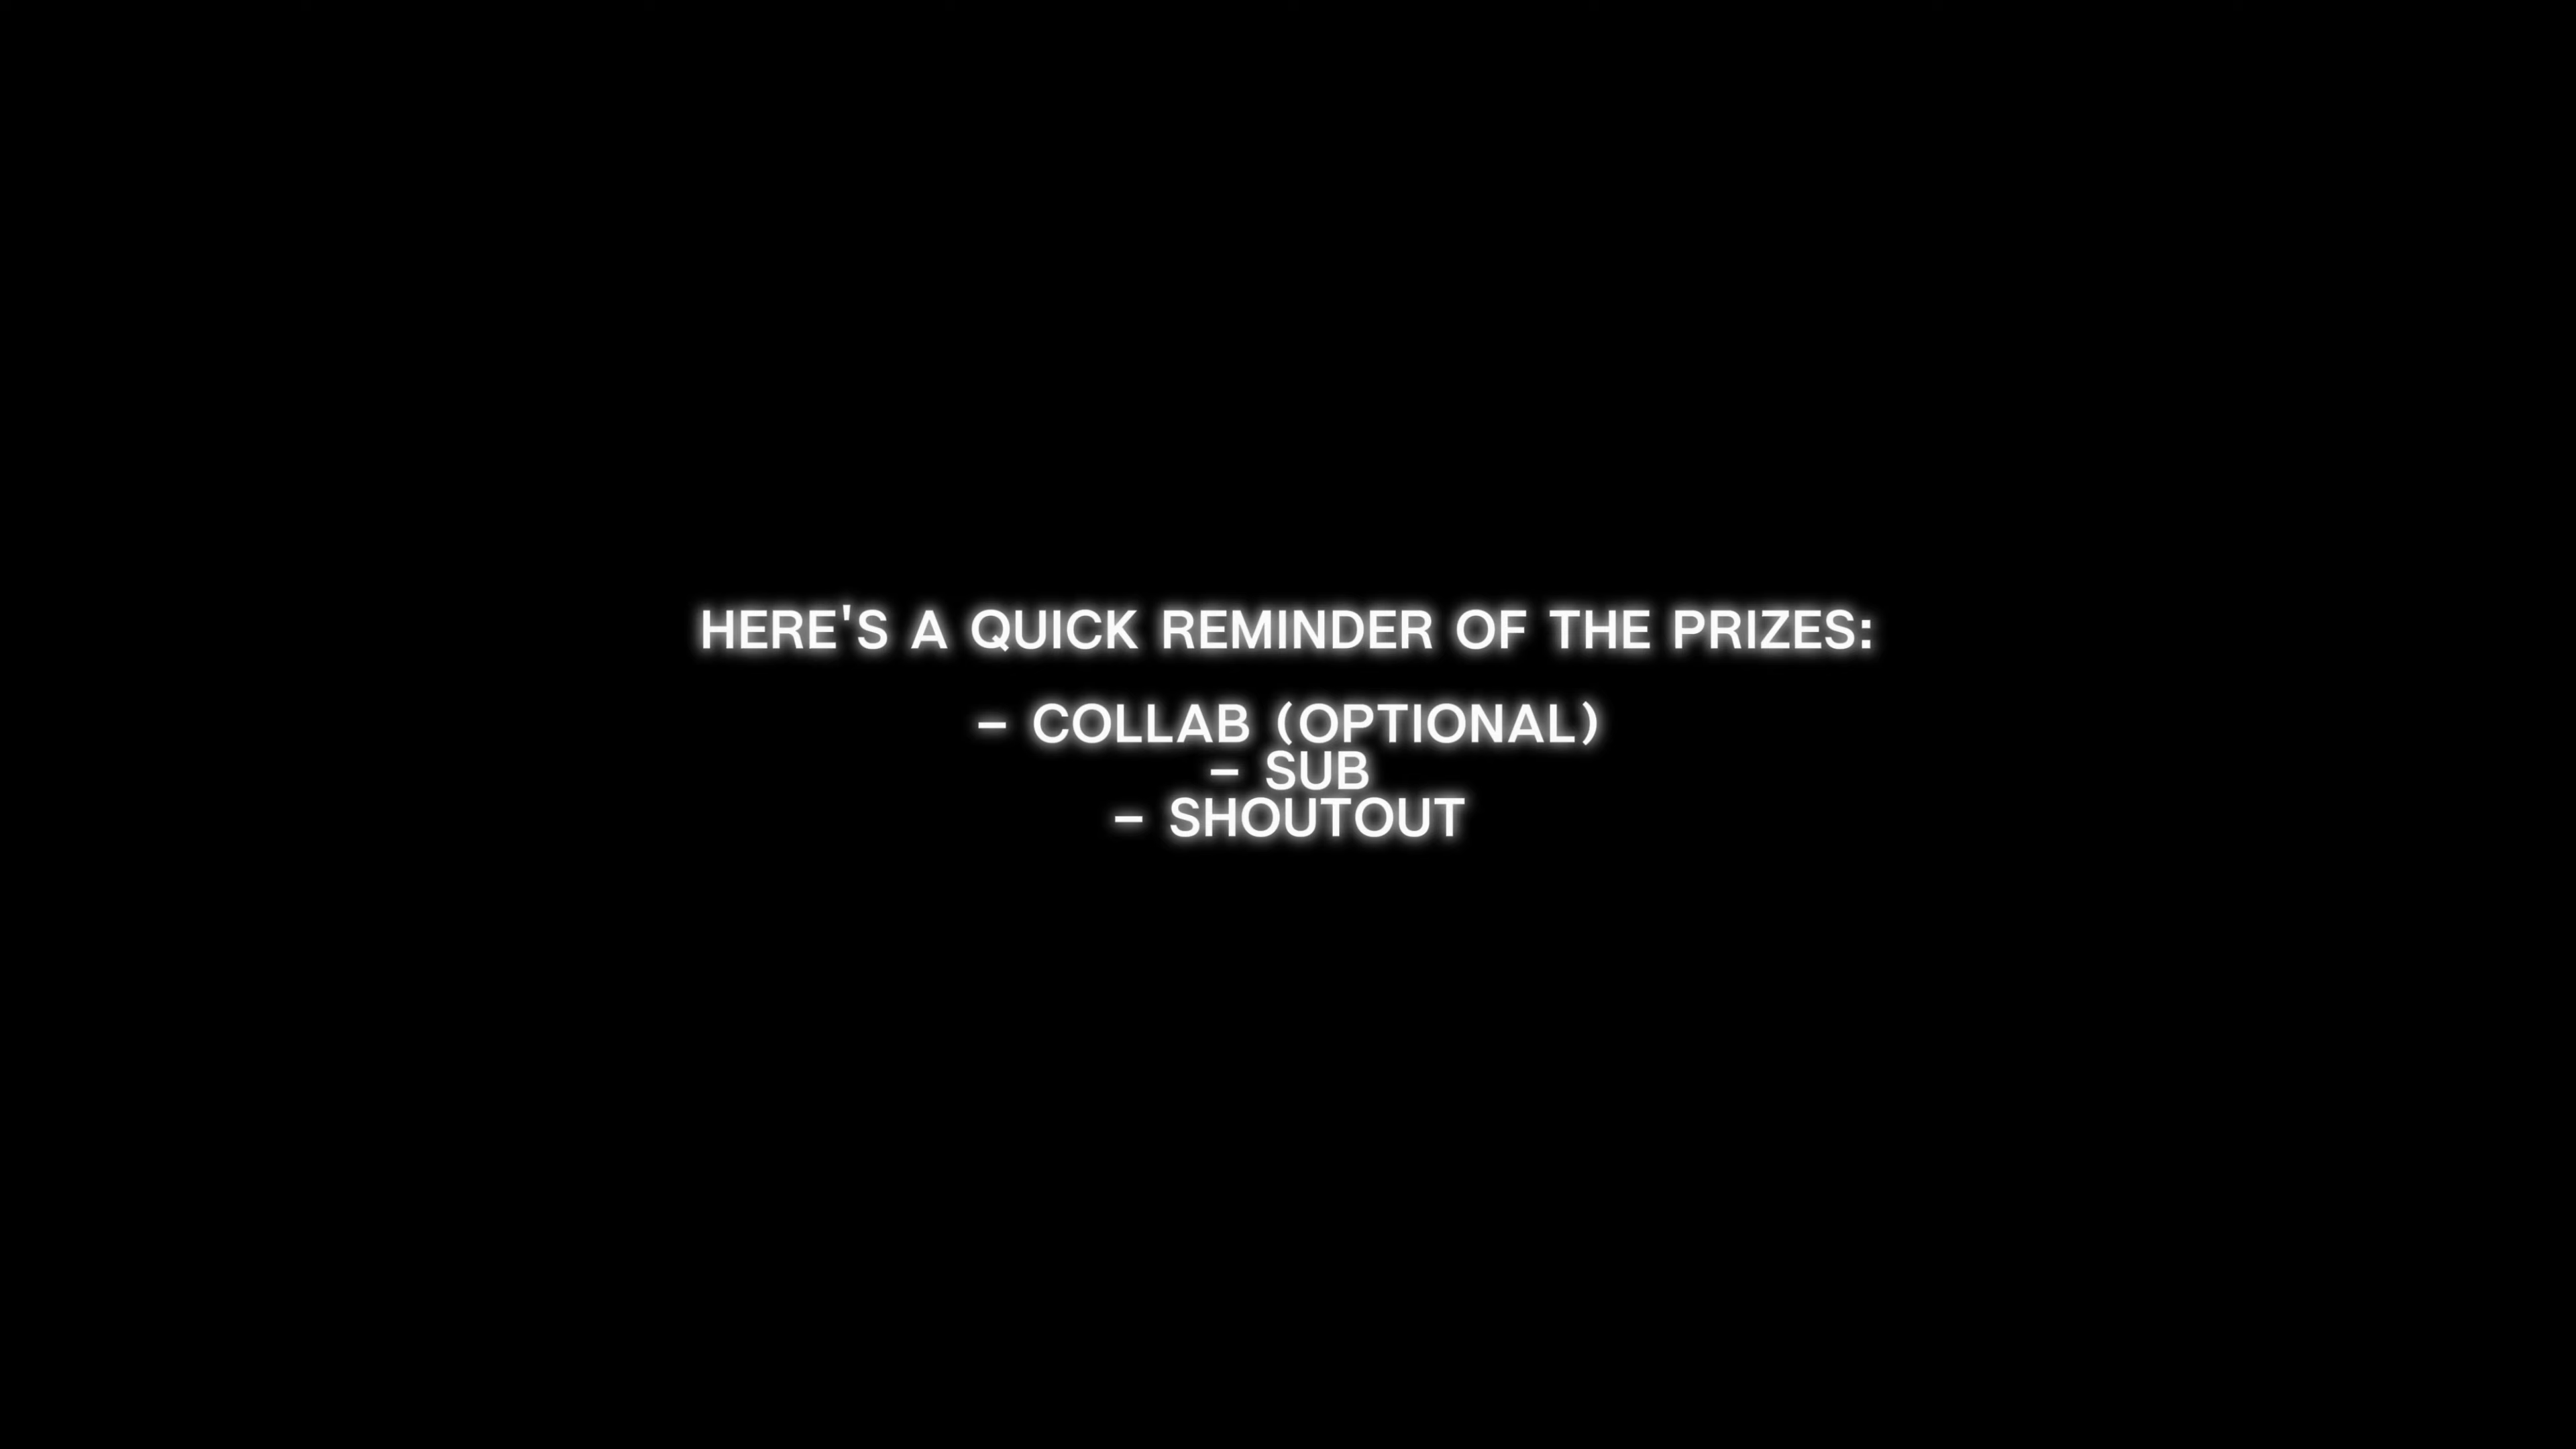 HERE'S A QUICK REMINDER OF THE PRIZES:
- COLLAB (OPTIONAL)
- SUB
- SHOUTOUT